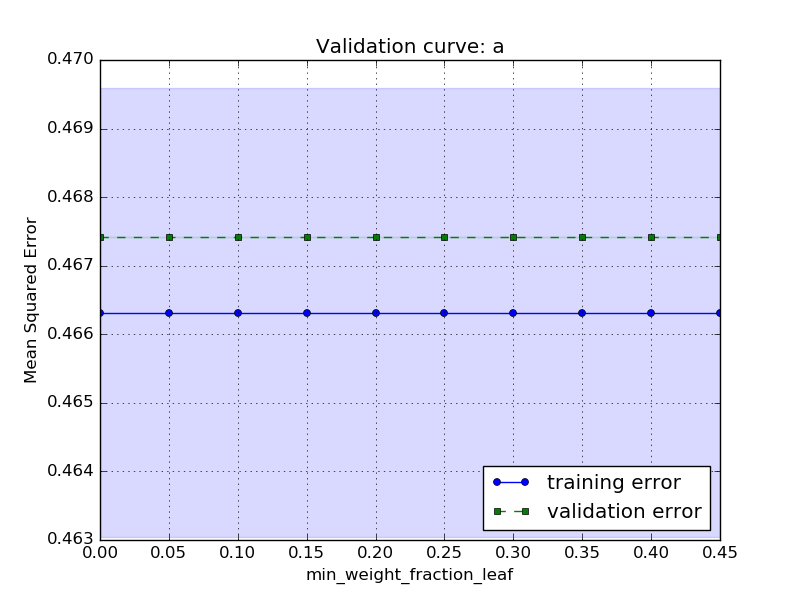 Validation curve: a
0.470
0.469
0.468
0.467
0.466
0.465
0.464
0.463
Mean Squared Error
training error
validation error
0.00 0.05 0.10 0.15 0.20 0.25 0.30 0.35 0.40 0.45
min_weight_fraction_leaf